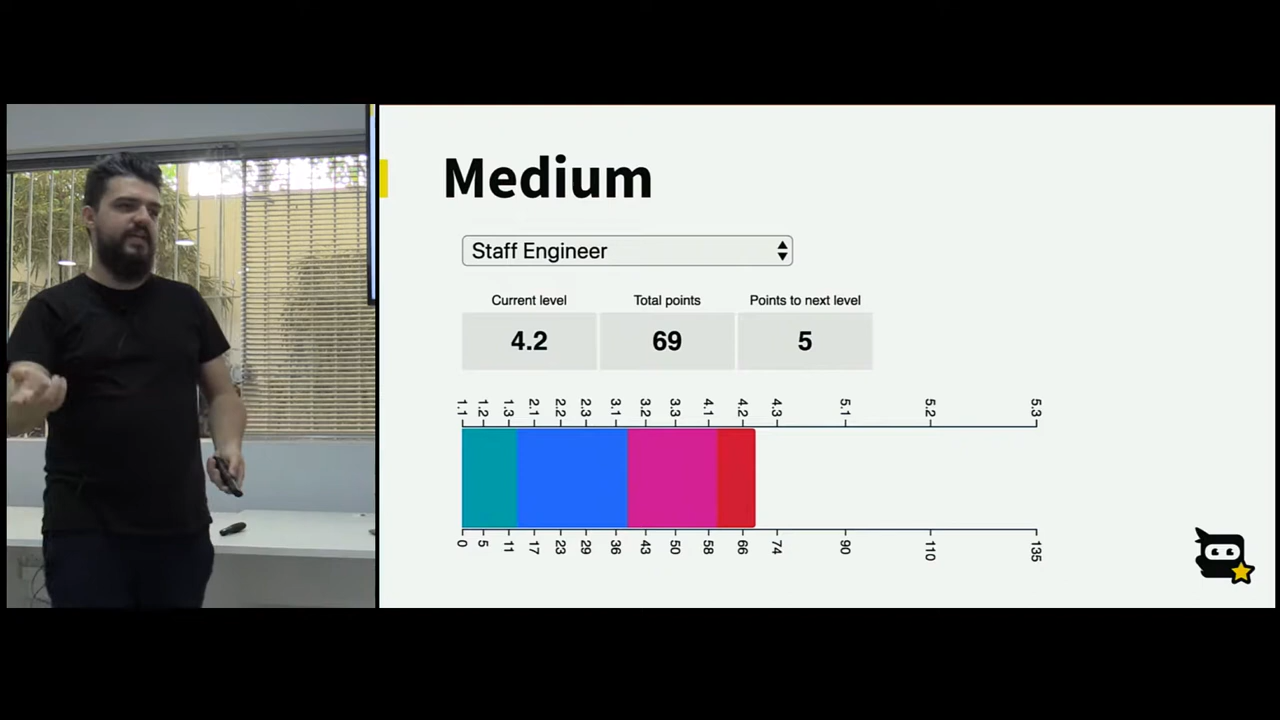 Medium
Staff Engineer
Current level Total points Points to next level
4.2 69 5
1.1 1.2 1.3 2.1 2.2 2.3 3.1 3.2 3.3 4.1 4.2 4.3 5.1 5.2 5.3
0 5 11 17 23 29 36 43 50 58 66 74 90 110 135